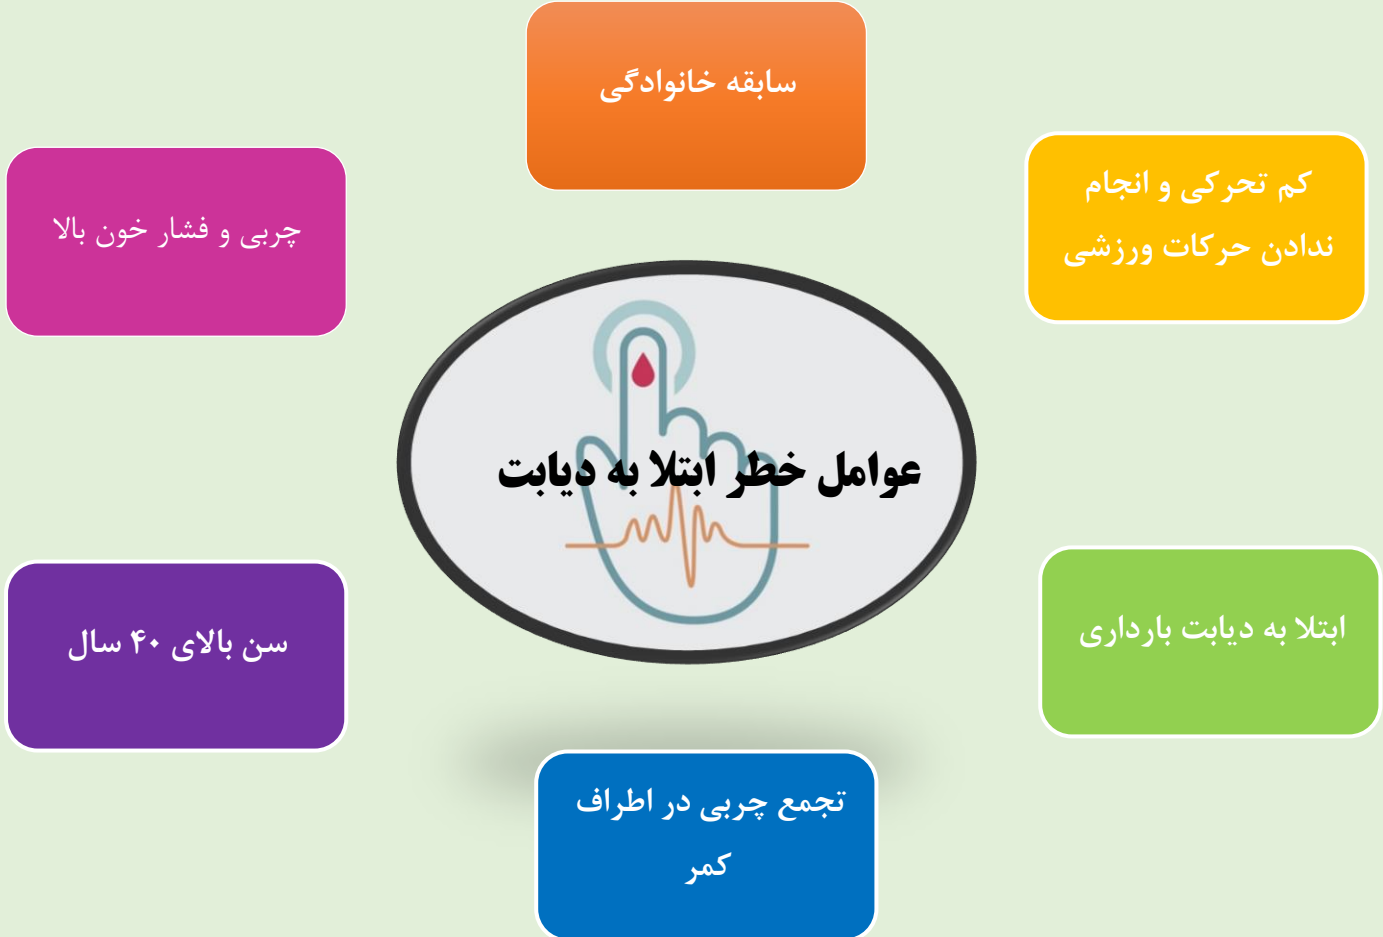 سابقه خانوادگی
کم تحرکی و انجام
ندادن حرکات ورزشی
چربی و فشار خون بالا
عوامل خطر ابتلا به دیابت
ابتلا به دیابت بارداری
سن بالای ۴۰ سال
تجمع چربی در اطراف
کمر